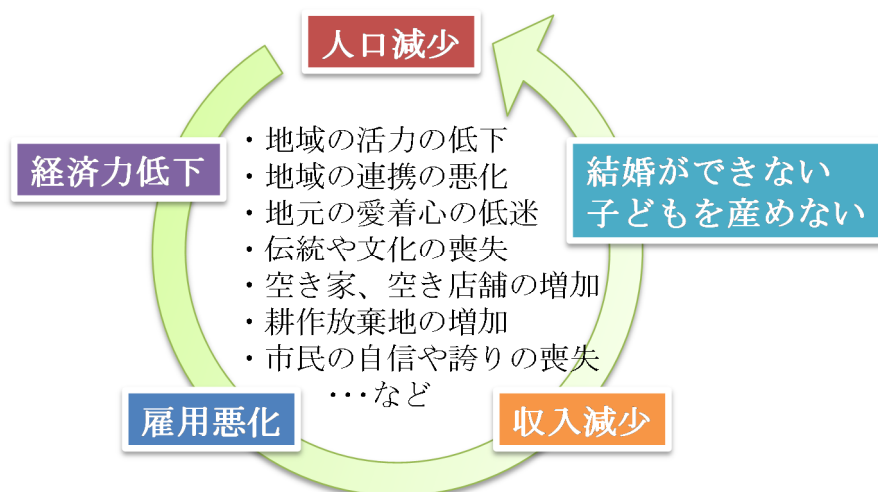 人口減少
経済力低下
・地域の活力の低下
・地域の連携の悪化
・地元の愛着心の低迷
・伝統や文化の喪失
・空き家、空き店舗の増加
・耕作放棄地の増加
・市民の自信や誇りの喪失
・・・など
結婚ができない
子どもを産めない
雇用悪化
収入減少